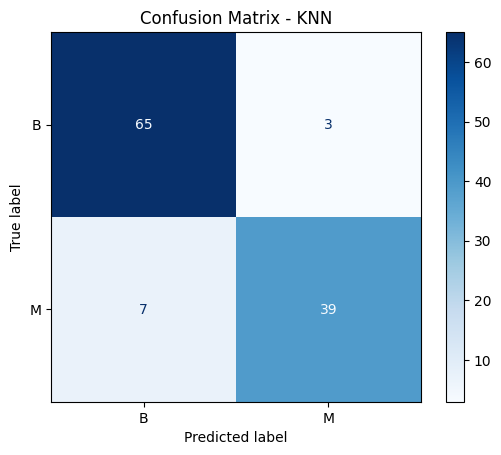 Confusion Matrix - KNN
B
65
3
M
7
39
B
M
True label
Predicted label
60
50
40
30
20
10